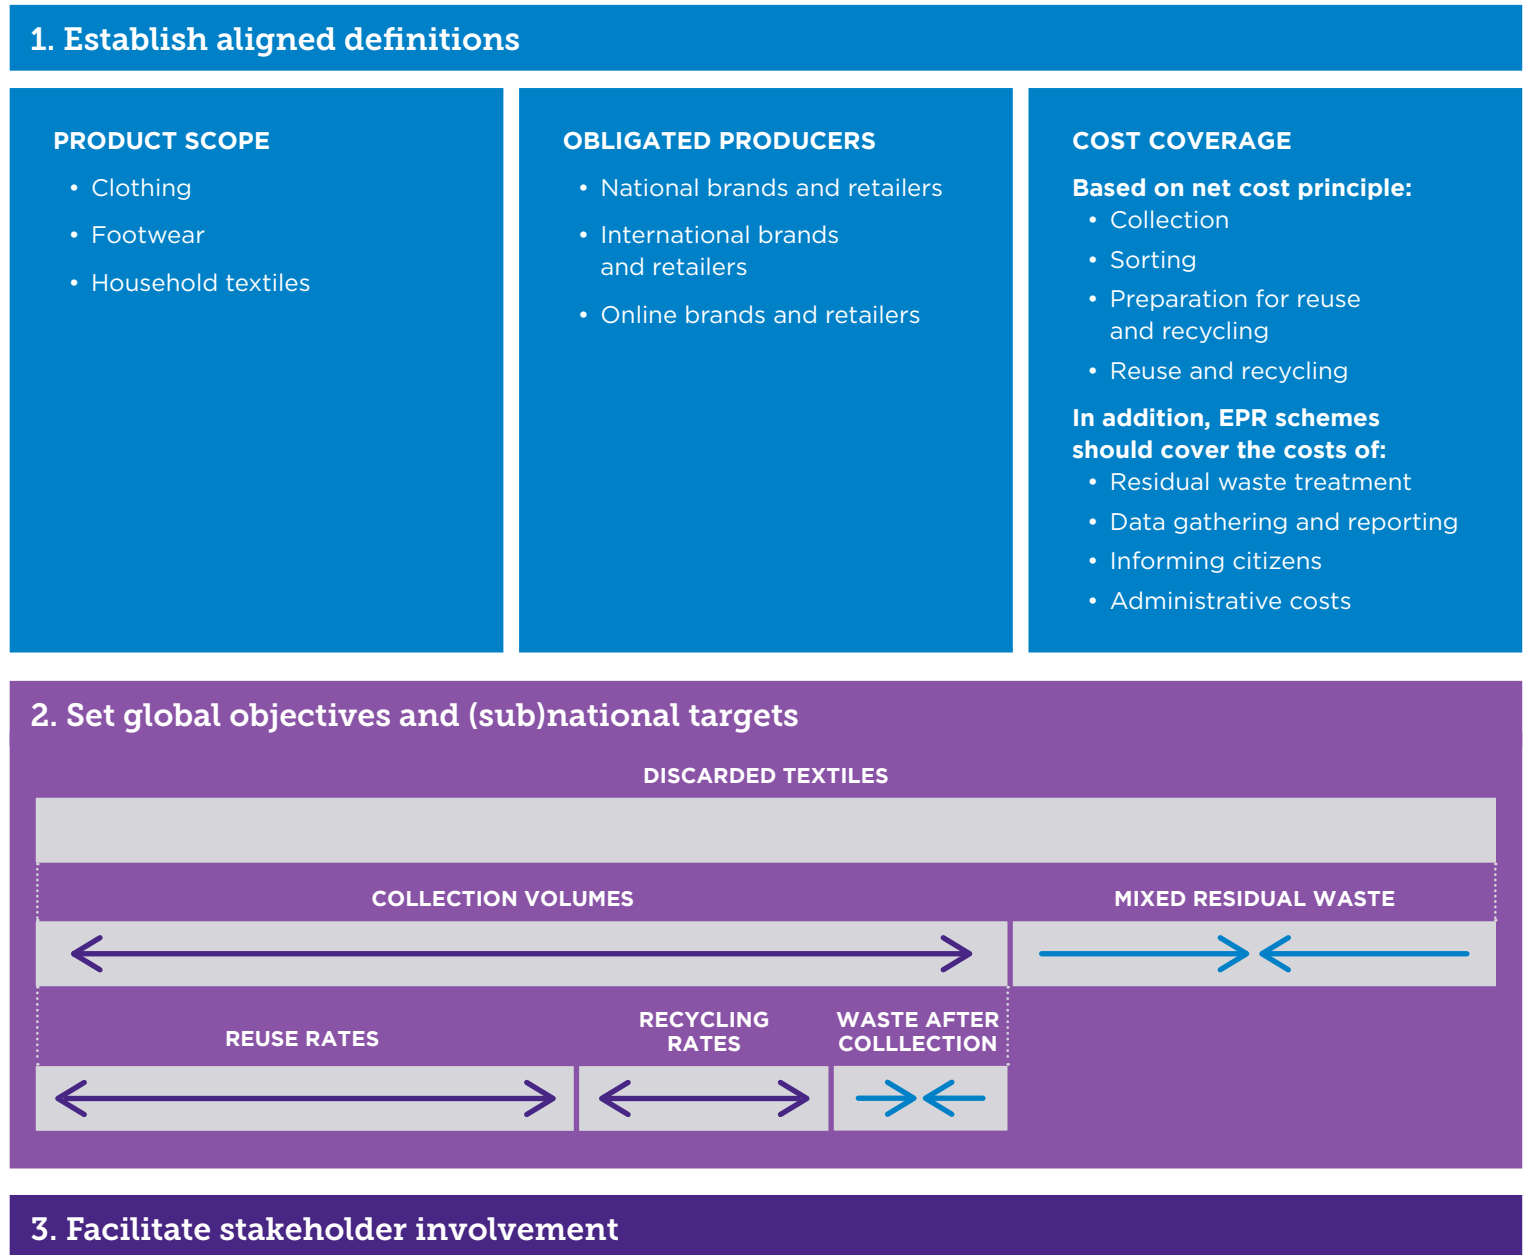 1. Establish aligned definitions
PRODUCT SCOPE
• Clothing
• Footwear
• Household textiles
OBLIGATED PRODUCERS
• National brands and retailers
• International brands
and retailers
• Online brands and retailers
COST COVERAGE
Based on net cost principle:
• Collection
• Sorting
• Preparation for reuse
and recycling
• Reuse and recycling
In addition, EPR schemes
should cover the costs of:
• Residual waste treatment
• Data gathering and reporting
• Informing citizens
• Administrative costs
2. Set global objectives and (sub)national targets
DISCARDED TEXTILES
COLLECTION VOLUMES
MIXED RESIDUAL WASTE
REUSE RATES
RECYCLING
RATES
WASTE AFTER
COLLLECTION
3. Facilitate stakeholder involvement